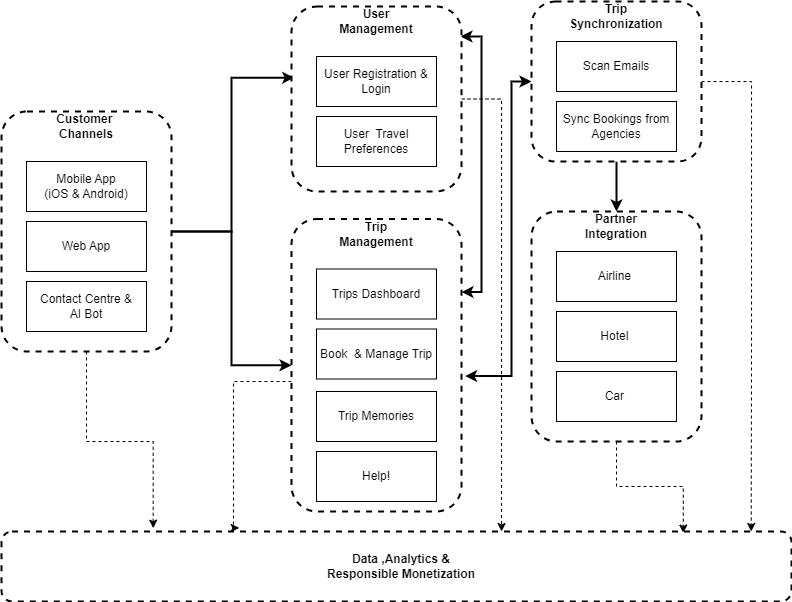 Customer
Channels
Mobile App
(iOS & Android)
Web App
Contact Centre &
AI Bot
User
Management
User Registration &
Login
User Travel
Preferences
Trip
Management
Trips Dashboard
Book & Manage Trip
Trip Memories
Help!
Trip
Synchronization
Scan Emails
Sync Bookings from
Agencies
Partner
Integration
Airline
Hotel
Car
Data ,Analytics &
Responsible Monetization